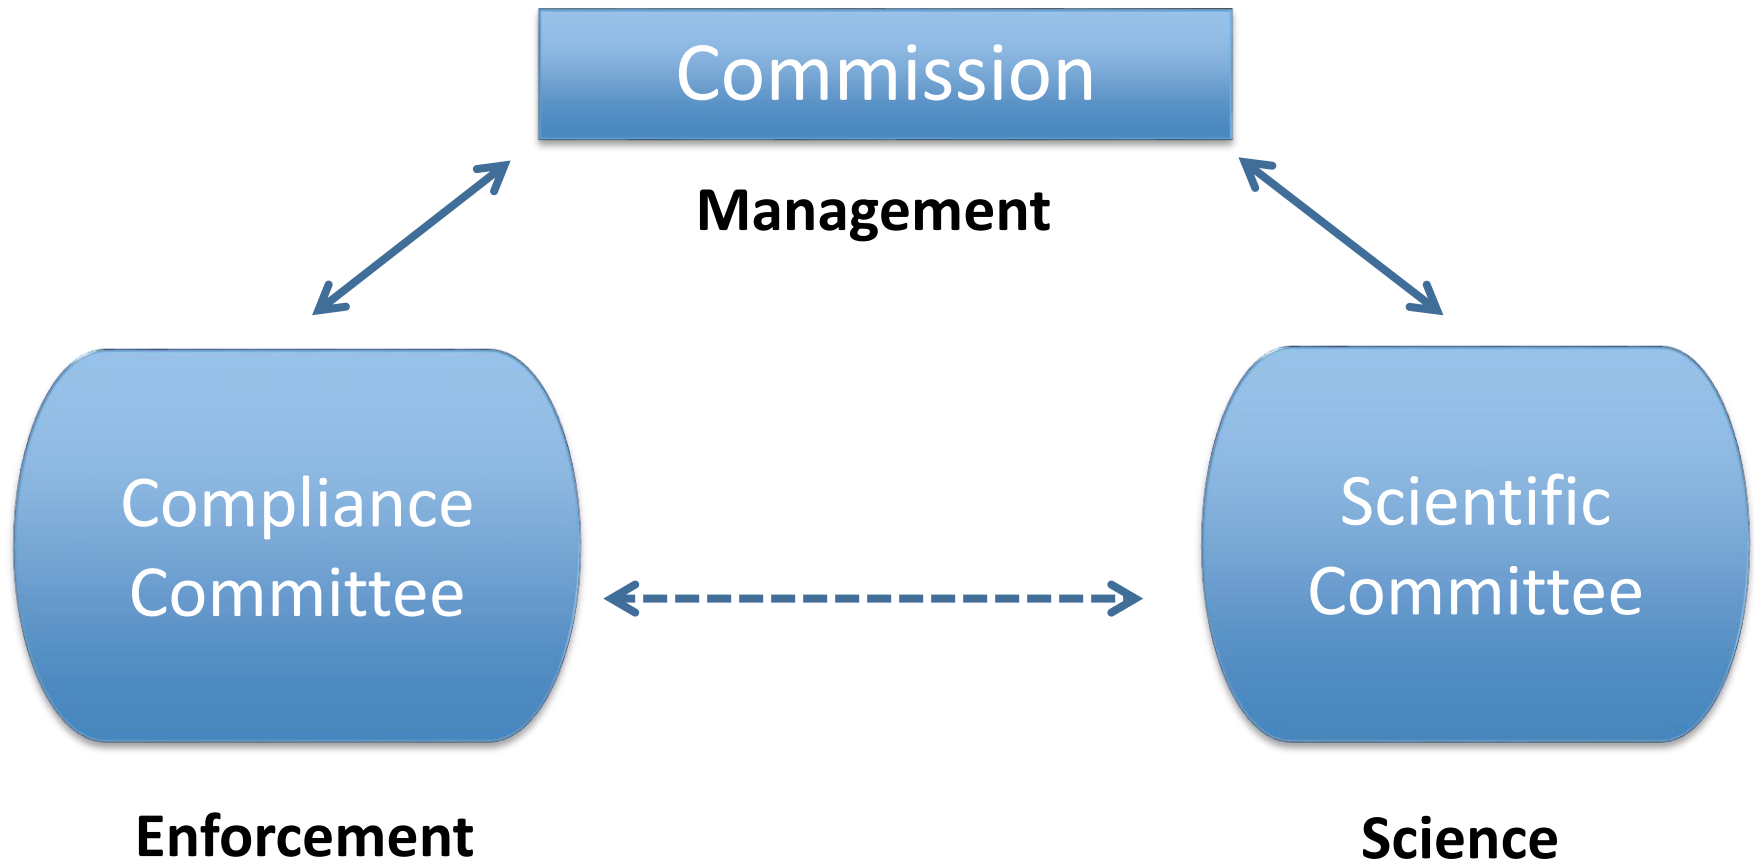 Commission
Management
Compliance
Committee
Scientific
Committee
Enforcement
Science